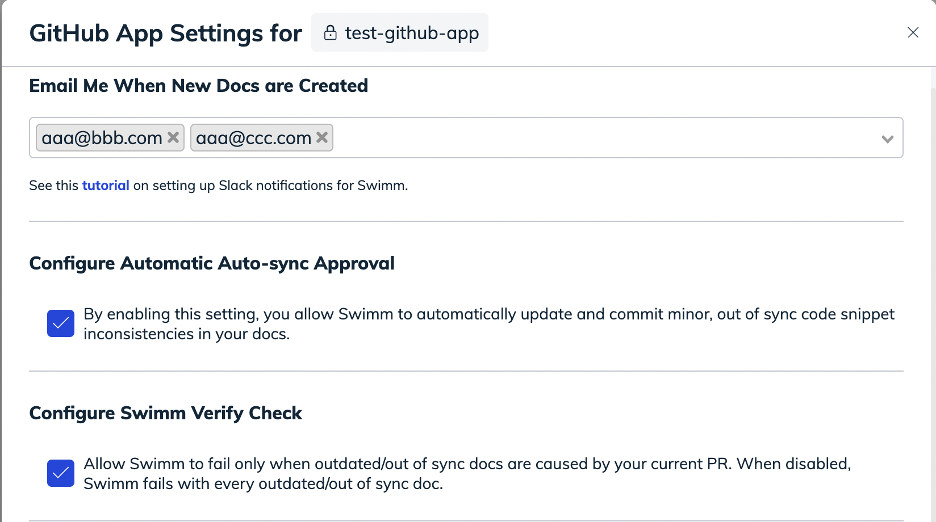 GitHub App Settings for test-github-app
Email Me When New Docs are Created
aaa@bbb.com aaa@ccc.com
See this tutorial on setting up Slack notifications for Swimm.
Configure Automatic Auto-sync Approval
By enabling this setting, you allow Swimm to automatically update and commit minor, out of sync code snippet
inconsistencies in your docs.
Configure Swimm Verify Check
Allow Swimm to fail only when outdated/out of sync docs are caused by your current PR. When disabled,
Swimm fails with every outdated/out of sync doc.